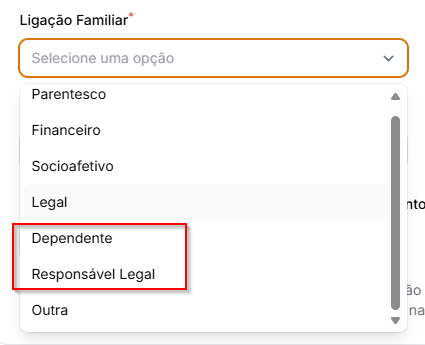 Ligação Familiar*
Selecione uma opção
Parentesco
Financeiro
Socioafetivo
Legal
nto
Dependente
Responsável Legal
ão
Outra
na